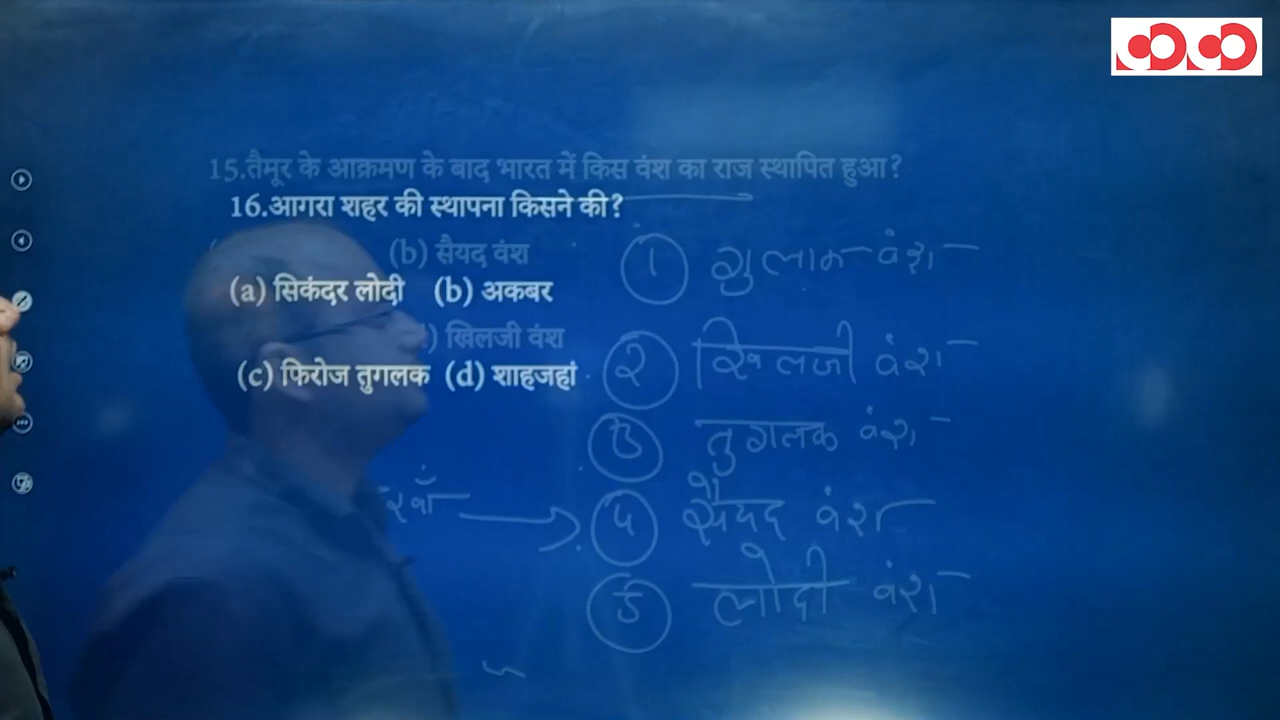 15.तैमूर के आक्रमण के बाद भारत में किस वंश का राज स्थापित हुआ?
16.आगरा शहर की स्थापना किसने की?
(b) सैयद वंश
(a) सिकंदर लोदी (b) अकबर
) खिलजी वंश
(c) फिरोज तुगलक (d) शाहजहां
1 गुलाम वंश
2 खिलजी वंश
3 तुगलक वंश
4 सैयद वंश
5 लोदी वंश